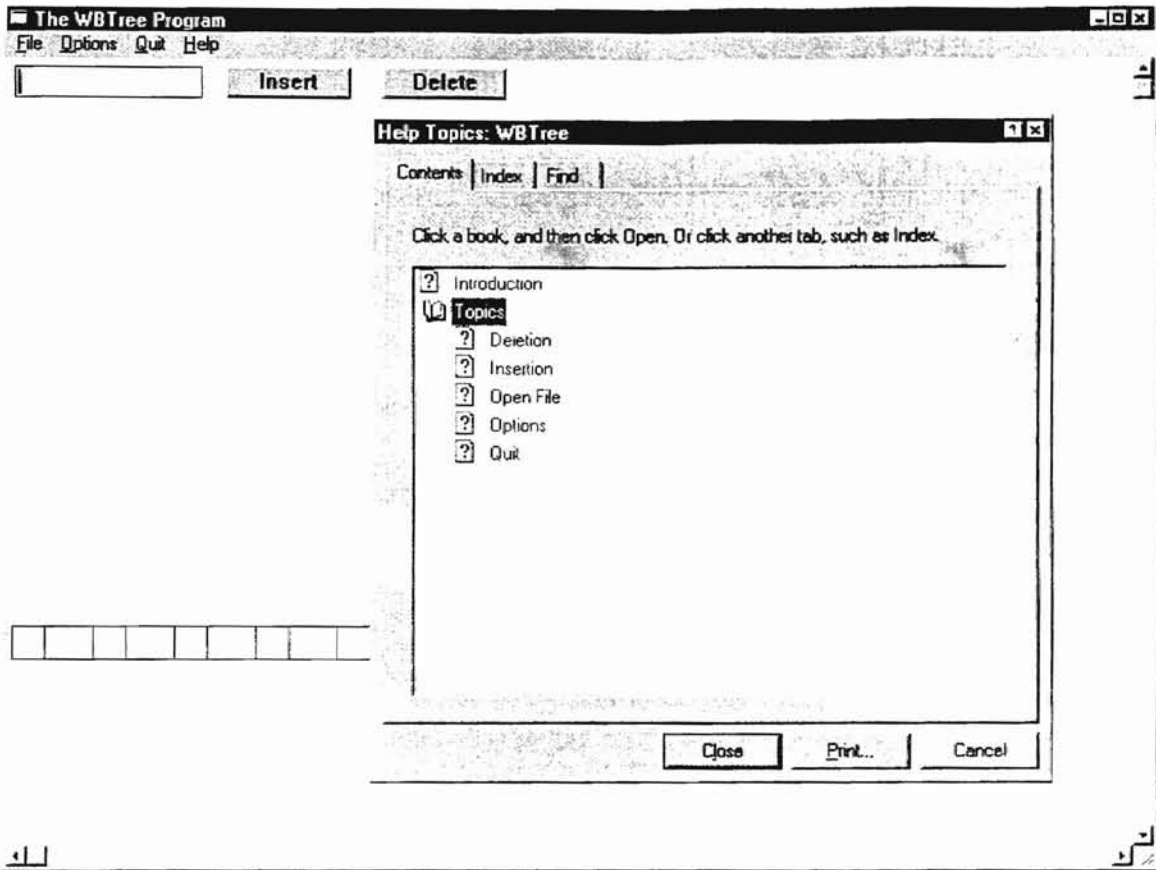 The WBTree Program
File Options Quit Help
Insert Delete
Help Topics: WBTree
Contents Index Find
Click a book, and then click Open. Or click another tab, such as Index.
Introduction
Topics
Deletion
Insertion
Open File
Options
Quit
Close Print... Cancel